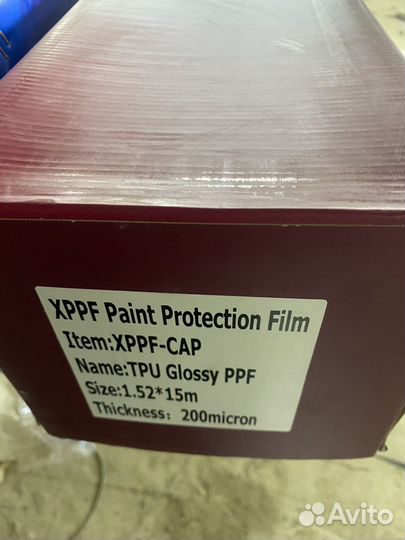 XPPF Paint Protection Film
Item:XPPF-CAP
Name:TPU Glossy PPF
Size:1.52*15m
Thickness: 200micron
Avito